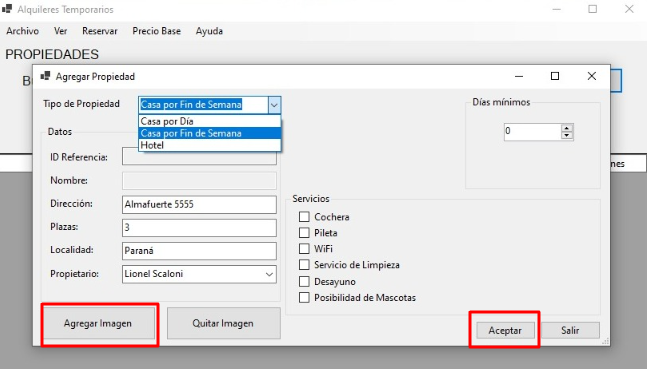 Alquileres Temporarios
Archivo Ver Reservar Precio Base Ayuda
PROPIEDADES
Agregar Propiedad
Tipo de Propiedad Casa por Fin de Semana
Casa por Día
Casa por Fin de Semana
Hotel
Días mínimos
0
Datos
ID Referencia:
Nombre:
Dirección: Almafuerte 5555
Plazas: 3
Localidad: Paraná
Propietario: Lionel Scaloni
Servicios
Cochera
Pileta
WiFi
Servicio de Limpieza
Desayuno
Posibilidad de Mascotas
Agregar Imagen Quitar Imagen
Aceptar Salir